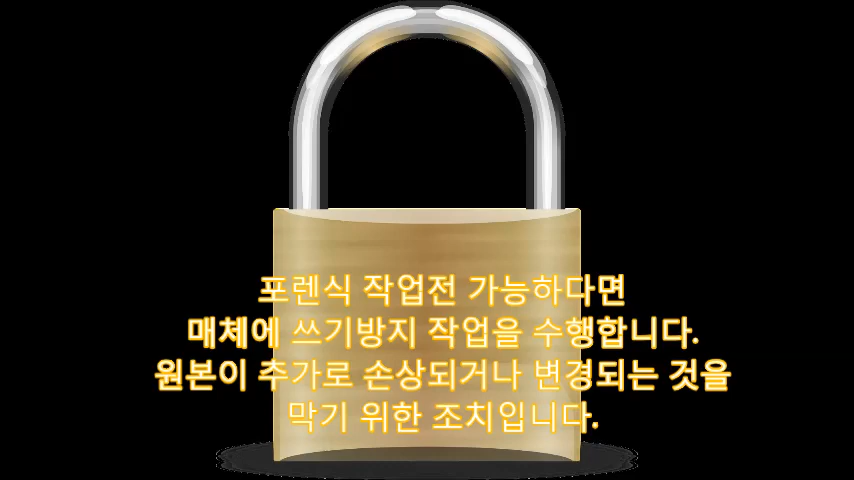 포렌식 작업전 가능하다면
매체에 쓰기방지 작업을 수행합니다.
원본이 추가로 손상되거나 변경되는 것을
막기 위한 조치입니다.